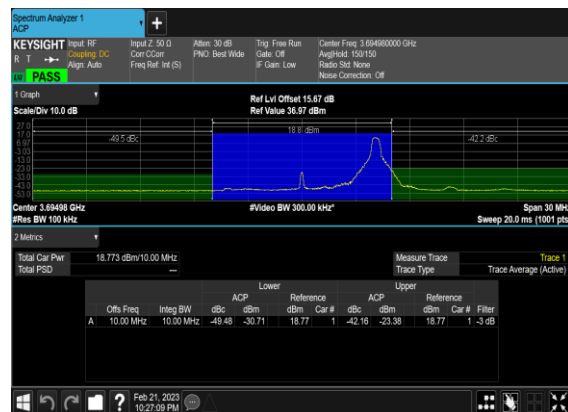 Spectrum Analyzer 1
ACP
KEYSIGHT Input: RF Input Z: 50 Ω Atten: 30 dB Trig: Free Run Center Freq: 3.694980000 GHz
R T Coupling: DC Corr CCorr PNO: Best Wide Gate: Off Avg|Hold: 150/150
Align: Auto Freq Ref: Int (S) IF Gain: Low Radio Std: None
LM PASS Noise Correction: Off
1 Graph Ref Lvl Offset 15.67 dB
Scale/Div 10.0 dB Ref Value 36.97 dBm
27.0
17.0 18.8 dBm
6.97 -49.5 dBc -42.2 dBc
-3.03
-13.0
-23.0
-33.0
-43.0
-53.0
Center 3.69498 GHz #Video BW 300.00 kHz* Span 30 MHz
#Res BW 100 kHz Sweep 20.0 ms (1001 pts
2 Metrics
Total Car Pwr 18.773 dBm/10.00 MHz Measure Trace Trace 1
Total PSD --- Trace Type Trace Average (Active)
Lower Upper
ACP Reference ACP Reference
Offs Freq Integ BW dBc dBm dBm Car # dBc dBm dBm Car # Filter
A 10.00 MHz 10.00 MHz -49.48 -30.71 18.77 1 -42.16 -23.38 18.77 1 -3 dB
Feb 21, 2023
10:27:09 PM